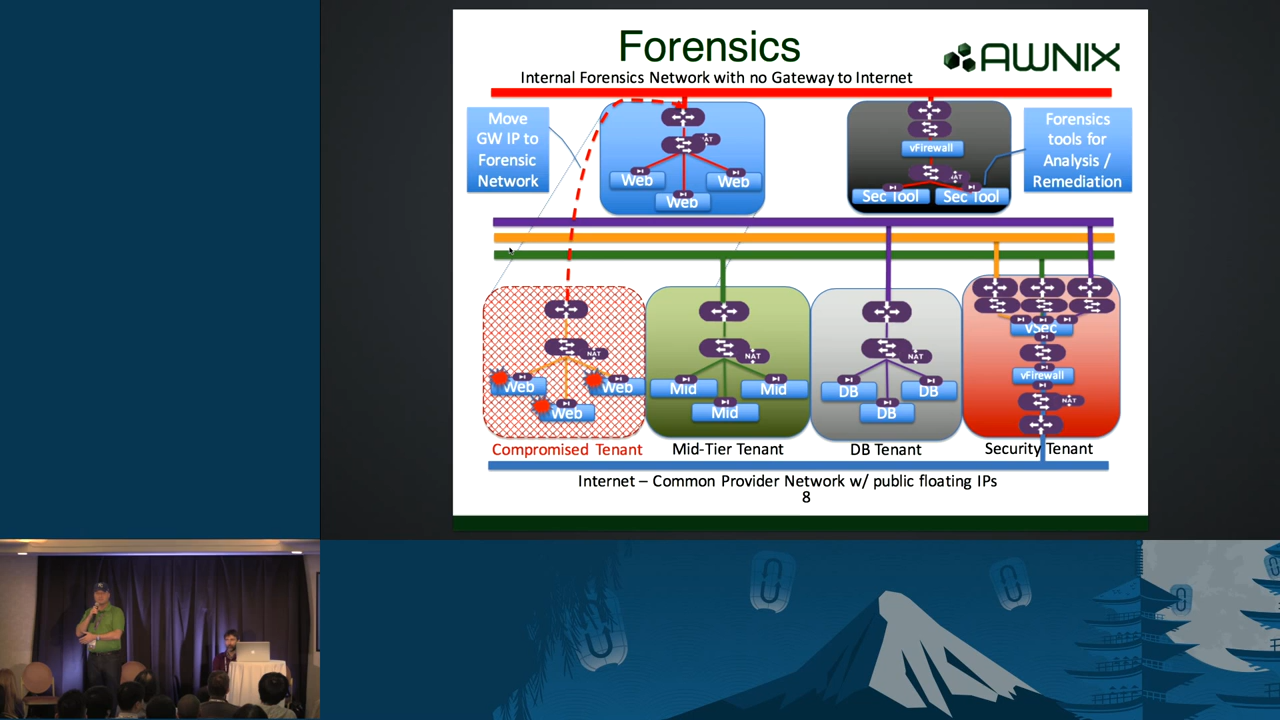 Forensics
AWNIX
Internal Forensics Network with no Gateway to Internet
Move
GW IP to
Forensic
Network
NAT
Web
Web
Web
vFirewall
NAT
Sec Tool
Sec Tool
Forensics
tools for
Analysis /
Remediation
NAT
Web
Web
Web
Compromised Tenant
NAT
Mid
Mid
Mid
Mid-Tier Tenant
NAT
DB
DB
DB
DB Tenant
vSec
vFirewall
NAT
Security Tenant
Internet – Common Provider Network w/ public floating IPs
8